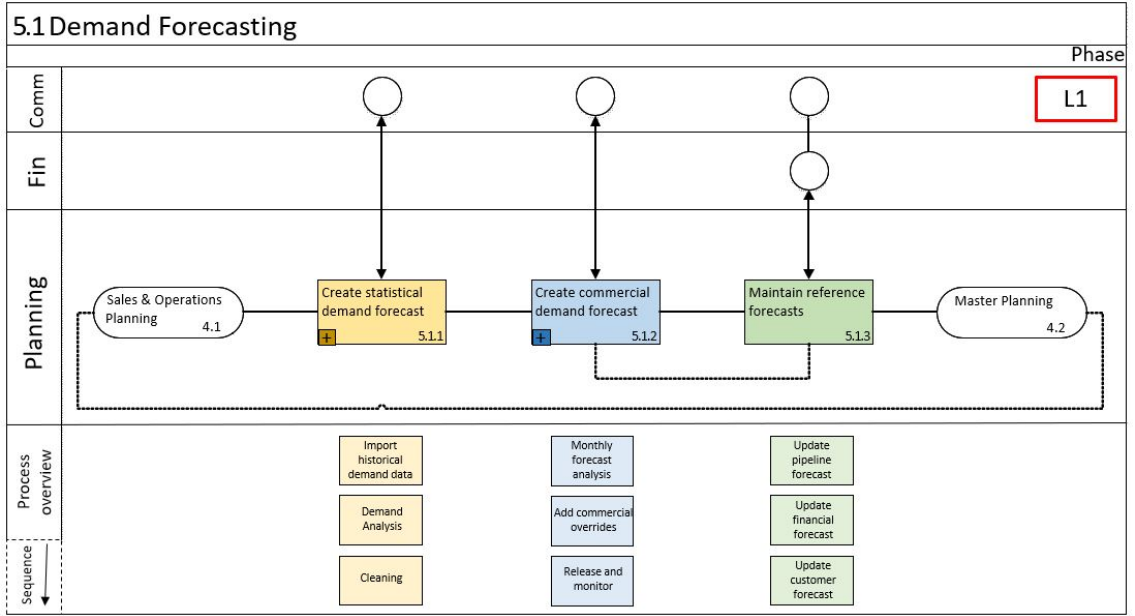 5.1 Demand Forecasting
Phase
Comm
L1
Fin
Planning
Sales & Operations
Planning
4.1
Create statistical
demand forecast
+
5.1.1
Create commercial
demand forecast
+
5.1.2
Maintain reference
forecasts
5.1.3
Master Planning
4.2
Process
overview
Sequence
Import
historical
demand data
Demand
Analysis
Cleaning
Monthly
forecast
analysis
Add commercial
overrides
Release and
monitor
Update
pipeline
forecast
Update
financial
forecast
Update
customer
forecast